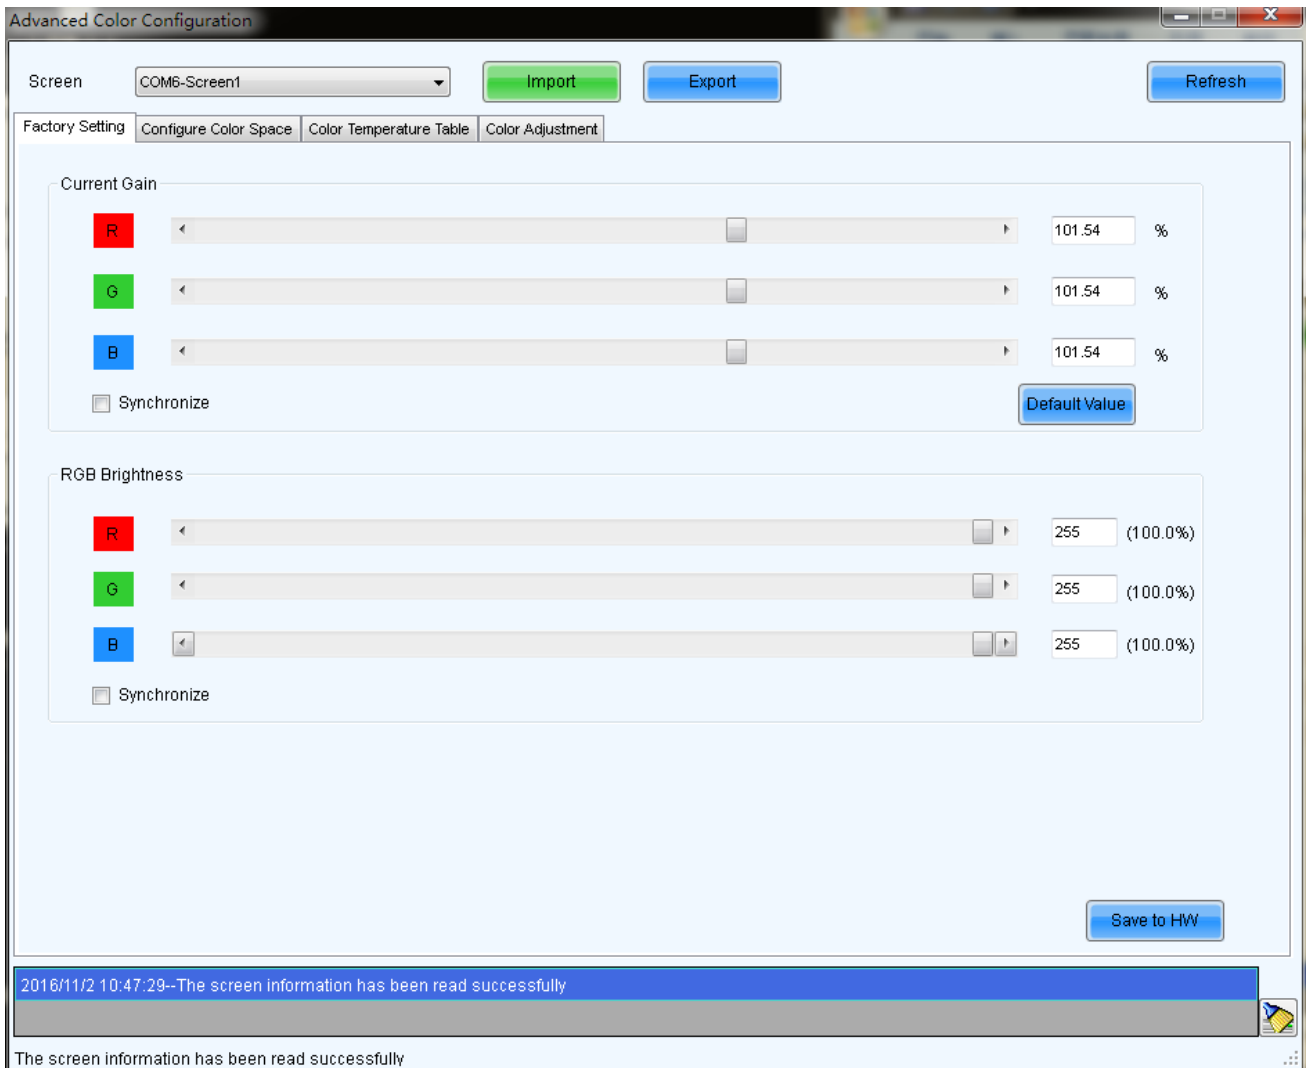 Advanced Color Configuration
X
Screen COM6-Screen1 Import Export Refresh
Factory Setting Configure Color Space Color Temperature Table Color Adjustment
Current Gain
R 101.54 %
G 101.54 %
B 101.54 %
Synchronize Default Value
RGB Brightness
R 255 (100.0%)
G 255 (100.0%)
B 255 (100.0%)
Synchronize
Save to HW
2016/11/2 10:47:29--The screen information has been read successfully
The screen information has been read successfully